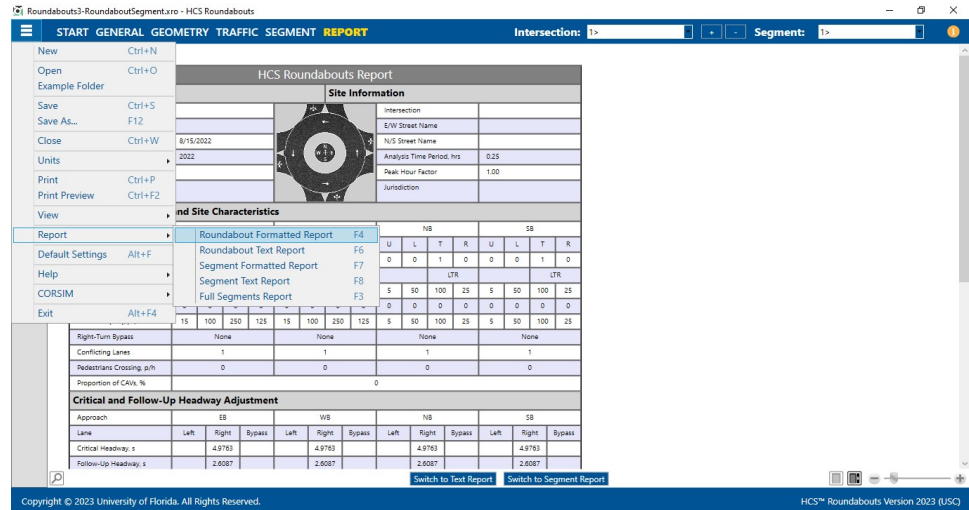 Roundabouts3-RoundaboutSegment.xro - HCS Roundabouts
START GENERAL GEOMETRY TRAFFIC SEGMENT REPORT Intersection: 1> + - Segment: 1>
New Ctrl+N
Open Ctrl+O
Example Folder
Save Ctrl+S
Save As... F12
Close Ctrl+W
Units
Print Ctrl+P
Print Preview Ctrl+F2
View
Report
Default Settings Alt+F
Help
CORSIM
Exit Alt+F4
Roundabout Formatted Report F4
Roundabout Text Report F6
Segment Formatted Report F7
Segment Text Report F8
Full Segments Report F3
HCS Roundabouts Report
Site Information
Intersection
E/W Street Name
8/15/2022 N/S Street Name
2022 Analysis Time Period, hrs 0.25
Peak Hour Factor 1.00
Jurisdiction
nd Site Characteristics
NB SB
U L T R U L T R
0 0 1 0 0 0 1 0
LTR LTR
5 50 100 25 5 50 100 25
0 0 0 0 0 0 0 0
15 100 250 125 15 100 250 125 5 50 100 25 5 50 100 25
Right-Turn Bypass None None None None
Conflicting Lanes 1 1 1 1
Pedestrians Crossing, p/h 0 0 0 0
Proportion of CAVs, % 0
Critical and Follow-Up Headway Adjustment
Approach EB WB NB SB
Lane Left Right Bypass Left Right Bypass Left Right Bypass Left Right Bypass
Critical Headway, s 4.9763 4.9763 4.9763 4.9763
Follow-Up Headway, s 2.6087 2.6087 2.6087 2.6087
Switch to Text Report Switch to Segment Report
Copyright © 2023 University of Florida. All Rights Reserved. HCS™ Roundabouts Version 2023 (USC)